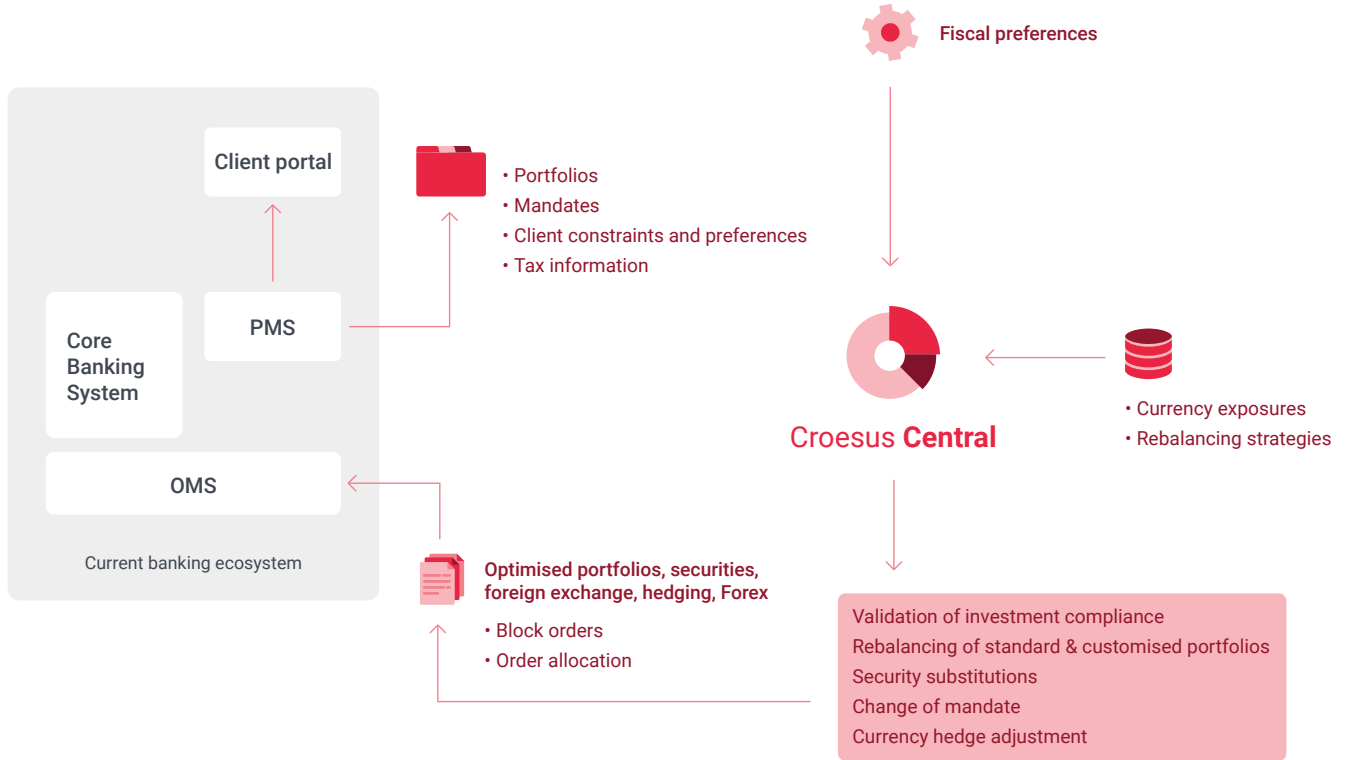 Fiscal preferences
Client portal
• Portfolios
• Mandates
• Client constraints and preferences
• Tax information
PMS
Core
Banking
System
OMS
Current banking ecosystem
Croesus Central
• Currency exposures
• Rebalancing strategies
Optimised portfolios, securities,
foreign exchange, hedging, Forex
• Block orders
• Order allocation
Validation of investment compliance
Rebalancing of standard & customised portfolios
Security substitutions
Change of mandate
Currency hedge adjustment